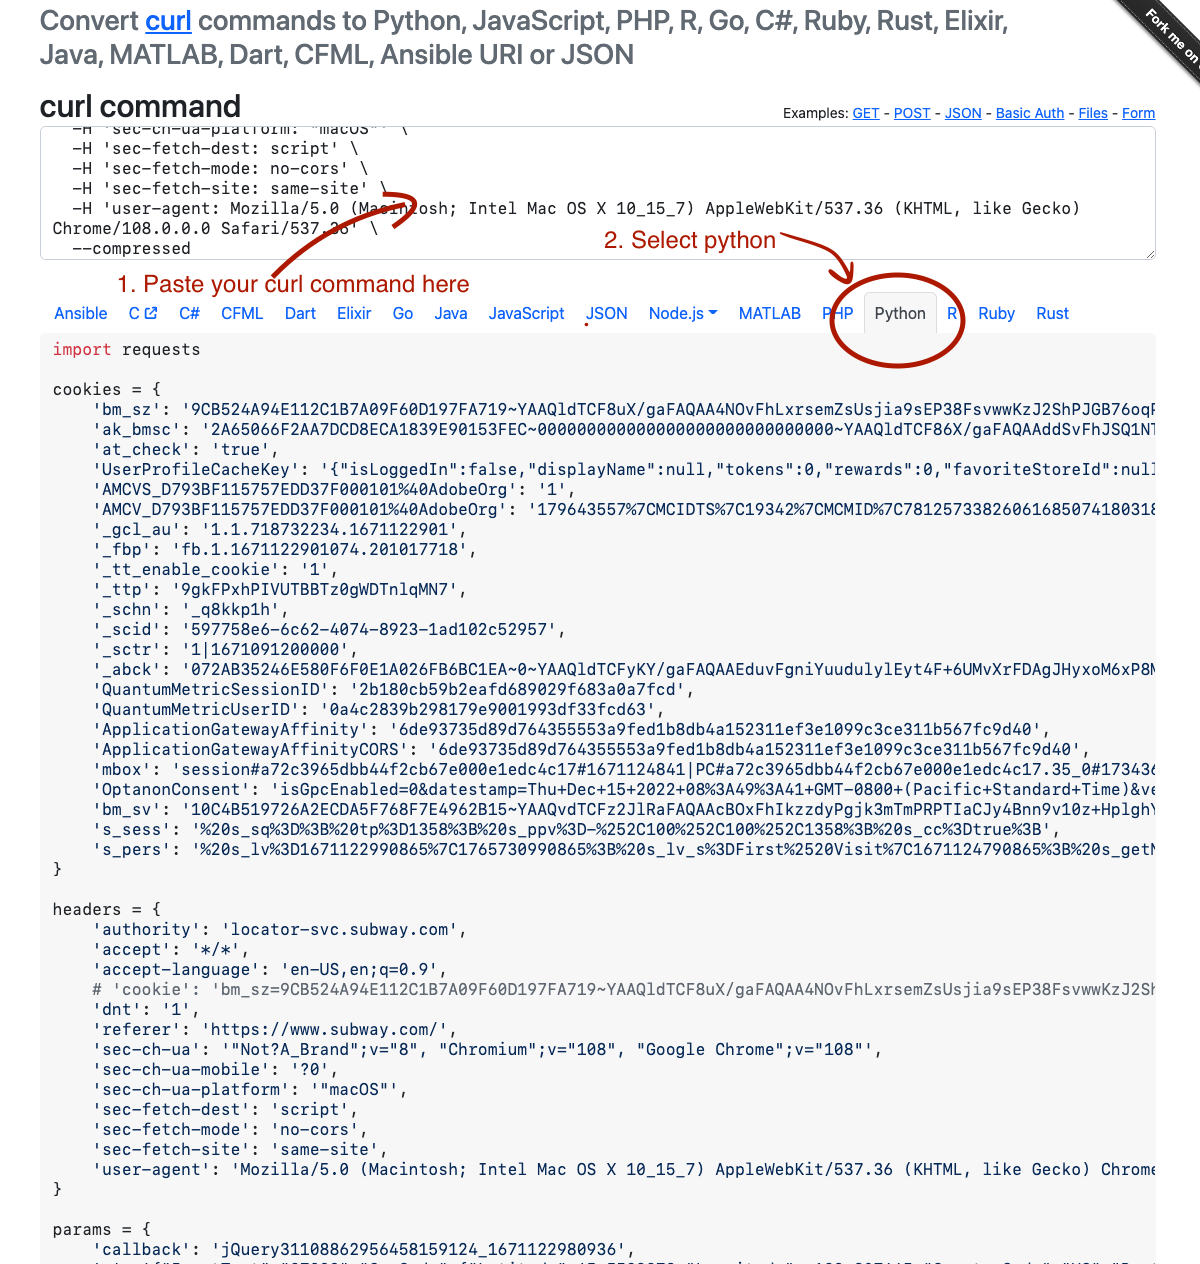 Convert curl commands to Python, JavaScript, PHP, R, Go, C#, Ruby, Rust, Elixir,
Java, MATLAB, Dart, CFML, Ansible URI or JSON
Fork me on
curl command
Examples: GET - POST - JSON - Basic Auth - Files - Form
-H 'sec-ch-ua-platform: "macOS"' \
-H 'sec-fetch-dest: script' \
-H 'sec-fetch-mode: no-cors' \
-H 'sec-fetch-site: same-site' \
-H 'user-agent: Mozilla/5.0 (Macintosh; Intel Mac OS X 10_15_7) AppleWebKit/537.36 (KHTML, like Gecko)
Chrome/108.0.0.0 Safari/537.36' \
--compressed
2. Select python
1. Paste your curl command here
Ansible C C# CFML Dart Elixir Go Java JavaScript JSON Node.js MATLAB PHP Python R Ruby Rust
import requests
cookies = {
'bm_sz': '9CB524A94E112C1B7A09F60D197FA719~YAAQldTCF8uX/gaFAQAA4NOvFhLxrsemZsUsjia9sEP38FsvwwKzJ2ShPJGB76oqF
'ak_bmsc': '2A65066F2AA7DCD8ECA1839E90153FEC~000000000000000000000000000000~YAAQldTCF86X/gaFAQAAddSvFhJSQ1NT
'at_check': 'true',
'UserProfileCacheKey': '{"isLoggedIn":false,"displayName":null,"tokens":0,"rewards":0,"favoriteStoreId":null
'AMCVS_D793BF115757EDD37F000101%40AdobeOrg': '1',
'AMCV_D793BF115757EDD37F000101%40AdobeOrg': '179643557%7CMCIDTS%7C19342%7CMCMID%7C78125733826061685074180318
'_gcl_au': '1.1.718732234.1671122901',
'_fbp': 'fb.1.1671122901074.201017718',
'_tt_enable_cookie': '1',
'_ttp': '9gkFPxhPIVUTBBTz0gWDTnlqMN7',
'_schn': '_q8kkp1h',
'_scid': '597758e6-6c62-4074-8923-1ad102c52957',
'_sctr': '1|1671091200000',
'_abck': '072AB35246E580F6F0E1A026FB6BC1EA~0~YAAQldTCFyKY/gaFAQAAEduvFgniYuudulylEyt4F+6UMvXrFDAgJHyxoM6xP8M
'QuantumMetricSessionID': '2b180cb59b2eafd689029f683a0a7fcd',
'QuantumMetricUserID': '0a4c2839b298179e9001993df33fcd63',
'ApplicationGatewayAffinity': '6de93735d89d764355553a9fed1b8db4a152311ef3e1099c3ce311b567fc9d40',
'ApplicationGatewayAffinityCORS': '6de93735d89d764355553a9fed1b8db4a152311ef3e1099c3ce311b567fc9d40',
'mbox': 'session#a72c3965dbb44f2cb67e000e1edc4c17#1671124841|PC#a72c3965dbb44f2cb67e000e1edc4c17.35_0#173436
'OptanonConsent': 'isGpcEnabled=0&datestamp=Thu+Dec+15+2022+08%3A49%3A41+GMT-0800+(Pacific+Standard+Time)&ve
'bm_sv': '10C4B519726A2ECDA5F768F7E4962B15~YAAQvdTCFz2JlRaFAQAAcBOxFhIkzzdyPgjk3mTmPRPTIaCJy4Bnn9v10z+HplghY
's_sess': '%20s_sq%3D%3B%20tp%3D1358%3B%20s_ppv%3D-%252C100%252C100%252C1358%3B%20s_cc%3Dtrue%3B',
's_pers': '%20s_lv%3D1671122990865%7C1765730990865%3B%20s_lv_s%3DFirst%2520Visit%7C1671124790865%3B%20s_getN
}
headers = {
'authority': 'locator-svc.subway.com',
'accept': '*/*',
'accept-language': 'en-US,en;q=0.9',
# 'cookie': 'bm_sz=9CB524A94E112C1B7A09F60D197FA719~YAAQldTCF8uX/gaFAQAA4NOvFhLxrsemZsUsjia9sEP38FsvwwKzJ2Sh
'dnt': '1',
'referer': 'https://www.subway.com/',
'sec-ch-ua': '"Not?A_Brand";v="8", "Chromium";v="108", "Google Chrome";v="108"',
'sec-ch-ua-mobile': '?0',
'sec-ch-ua-platform': '"macOS"',
'sec-fetch-dest': 'script',
'sec-fetch-mode': 'no-cors',
'sec-fetch-site': 'same-site',
'user-agent': 'Mozilla/5.0 (Macintosh; Intel Mac OS X 10_15_7) AppleWebKit/537.36 (KHTML, like Gecko) Chrome
}
params = {
'callback': 'jQuery31108862956458159124_1671122980936',